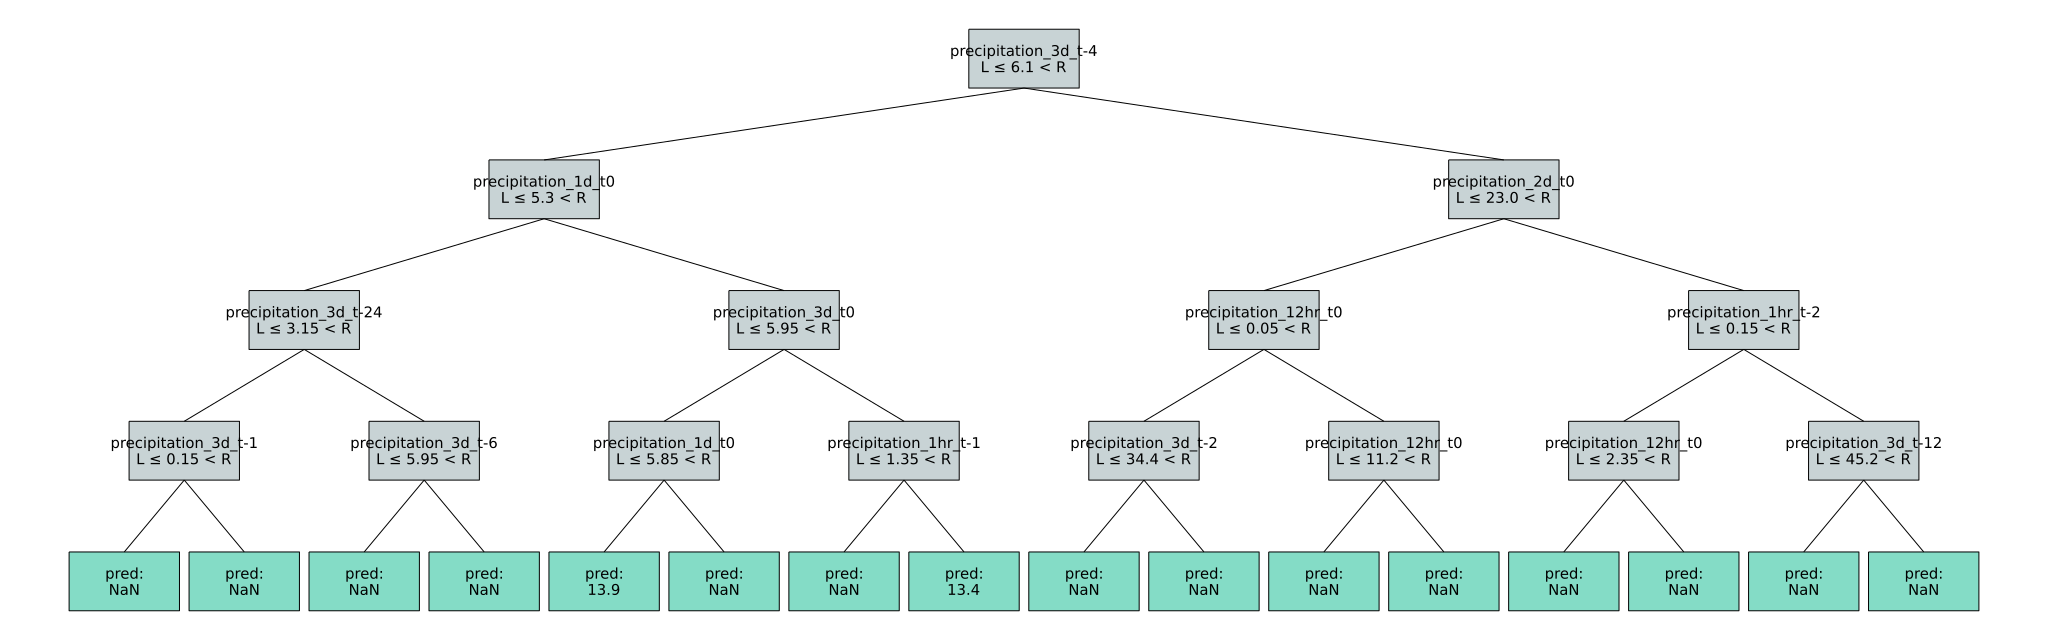 precipitation_3d_t-4
L ≤ 6.1 < R
precipitation_1d_t0
L ≤ 5.3 < R
precipitation_2d_t0
L ≤ 23.0 < R
precipitation_3d_t-24
L ≤ 3.15 < R
precipitation_3d_t0
L ≤ 5.95 < R
precipitation_12hr_t0
L ≤ 0.05 < R
precipitation_1hr_t-2
L ≤ 0.15 < R
precipitation_3d_t-1
L ≤ 0.15 < R
precipitation_3d_t-6
L ≤ 5.95 < R
precipitation_1d_t0
L ≤ 5.85 < R
precipitation_1hr_t-1
L ≤ 1.35 < R
precipitation_3d_t-2
L ≤ 34.4 < R
precipitation_12hr_t0
L ≤ 11.2 < R
precipitation_12hr_t0
L ≤ 2.35 < R
precipitation_3d_t-12
L ≤ 45.2 < R
pred:
NaN
pred:
NaN
pred:
NaN
pred:
NaN
pred:
13.9
pred:
NaN
pred:
NaN
pred:
13.4
pred:
NaN
pred:
NaN
pred:
NaN
pred:
NaN
pred:
NaN
pred:
NaN
pred:
NaN
pred:
NaN